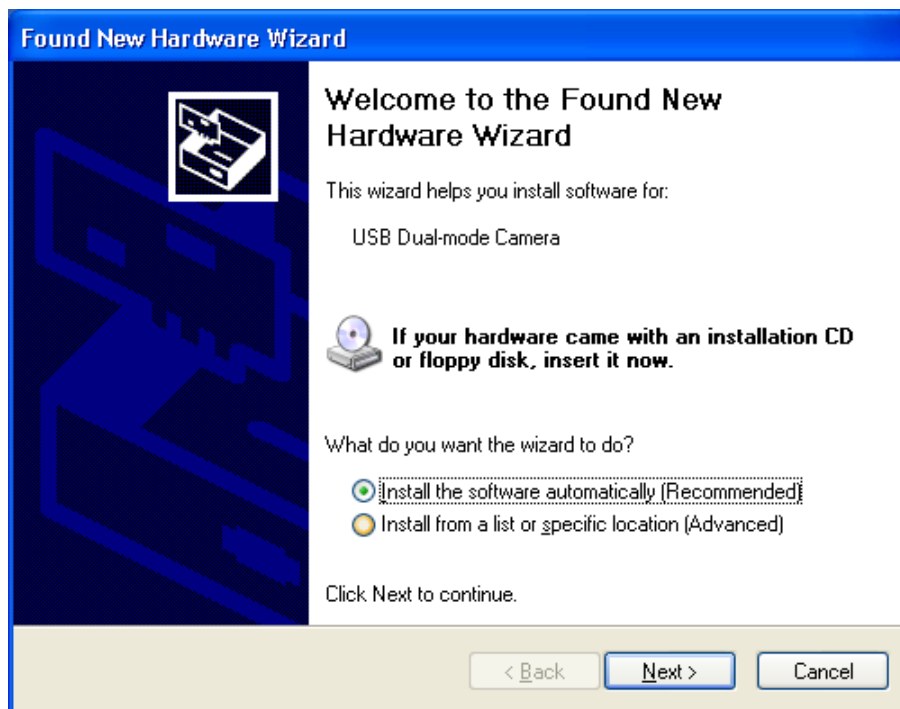 Found New Hardware Wizard
Welcome to the Found New
Hardware Wizard
This wizard helps you install software for:
USB Dual-mode Camera
If your hardware came with an installation CD
or floppy disk, insert it now.
What do you want the wizard to do?
Install the software automatically (Recommended)
Install from a list or specific location (Advanced)
Click Next to continue.
< Back Next > Cancel